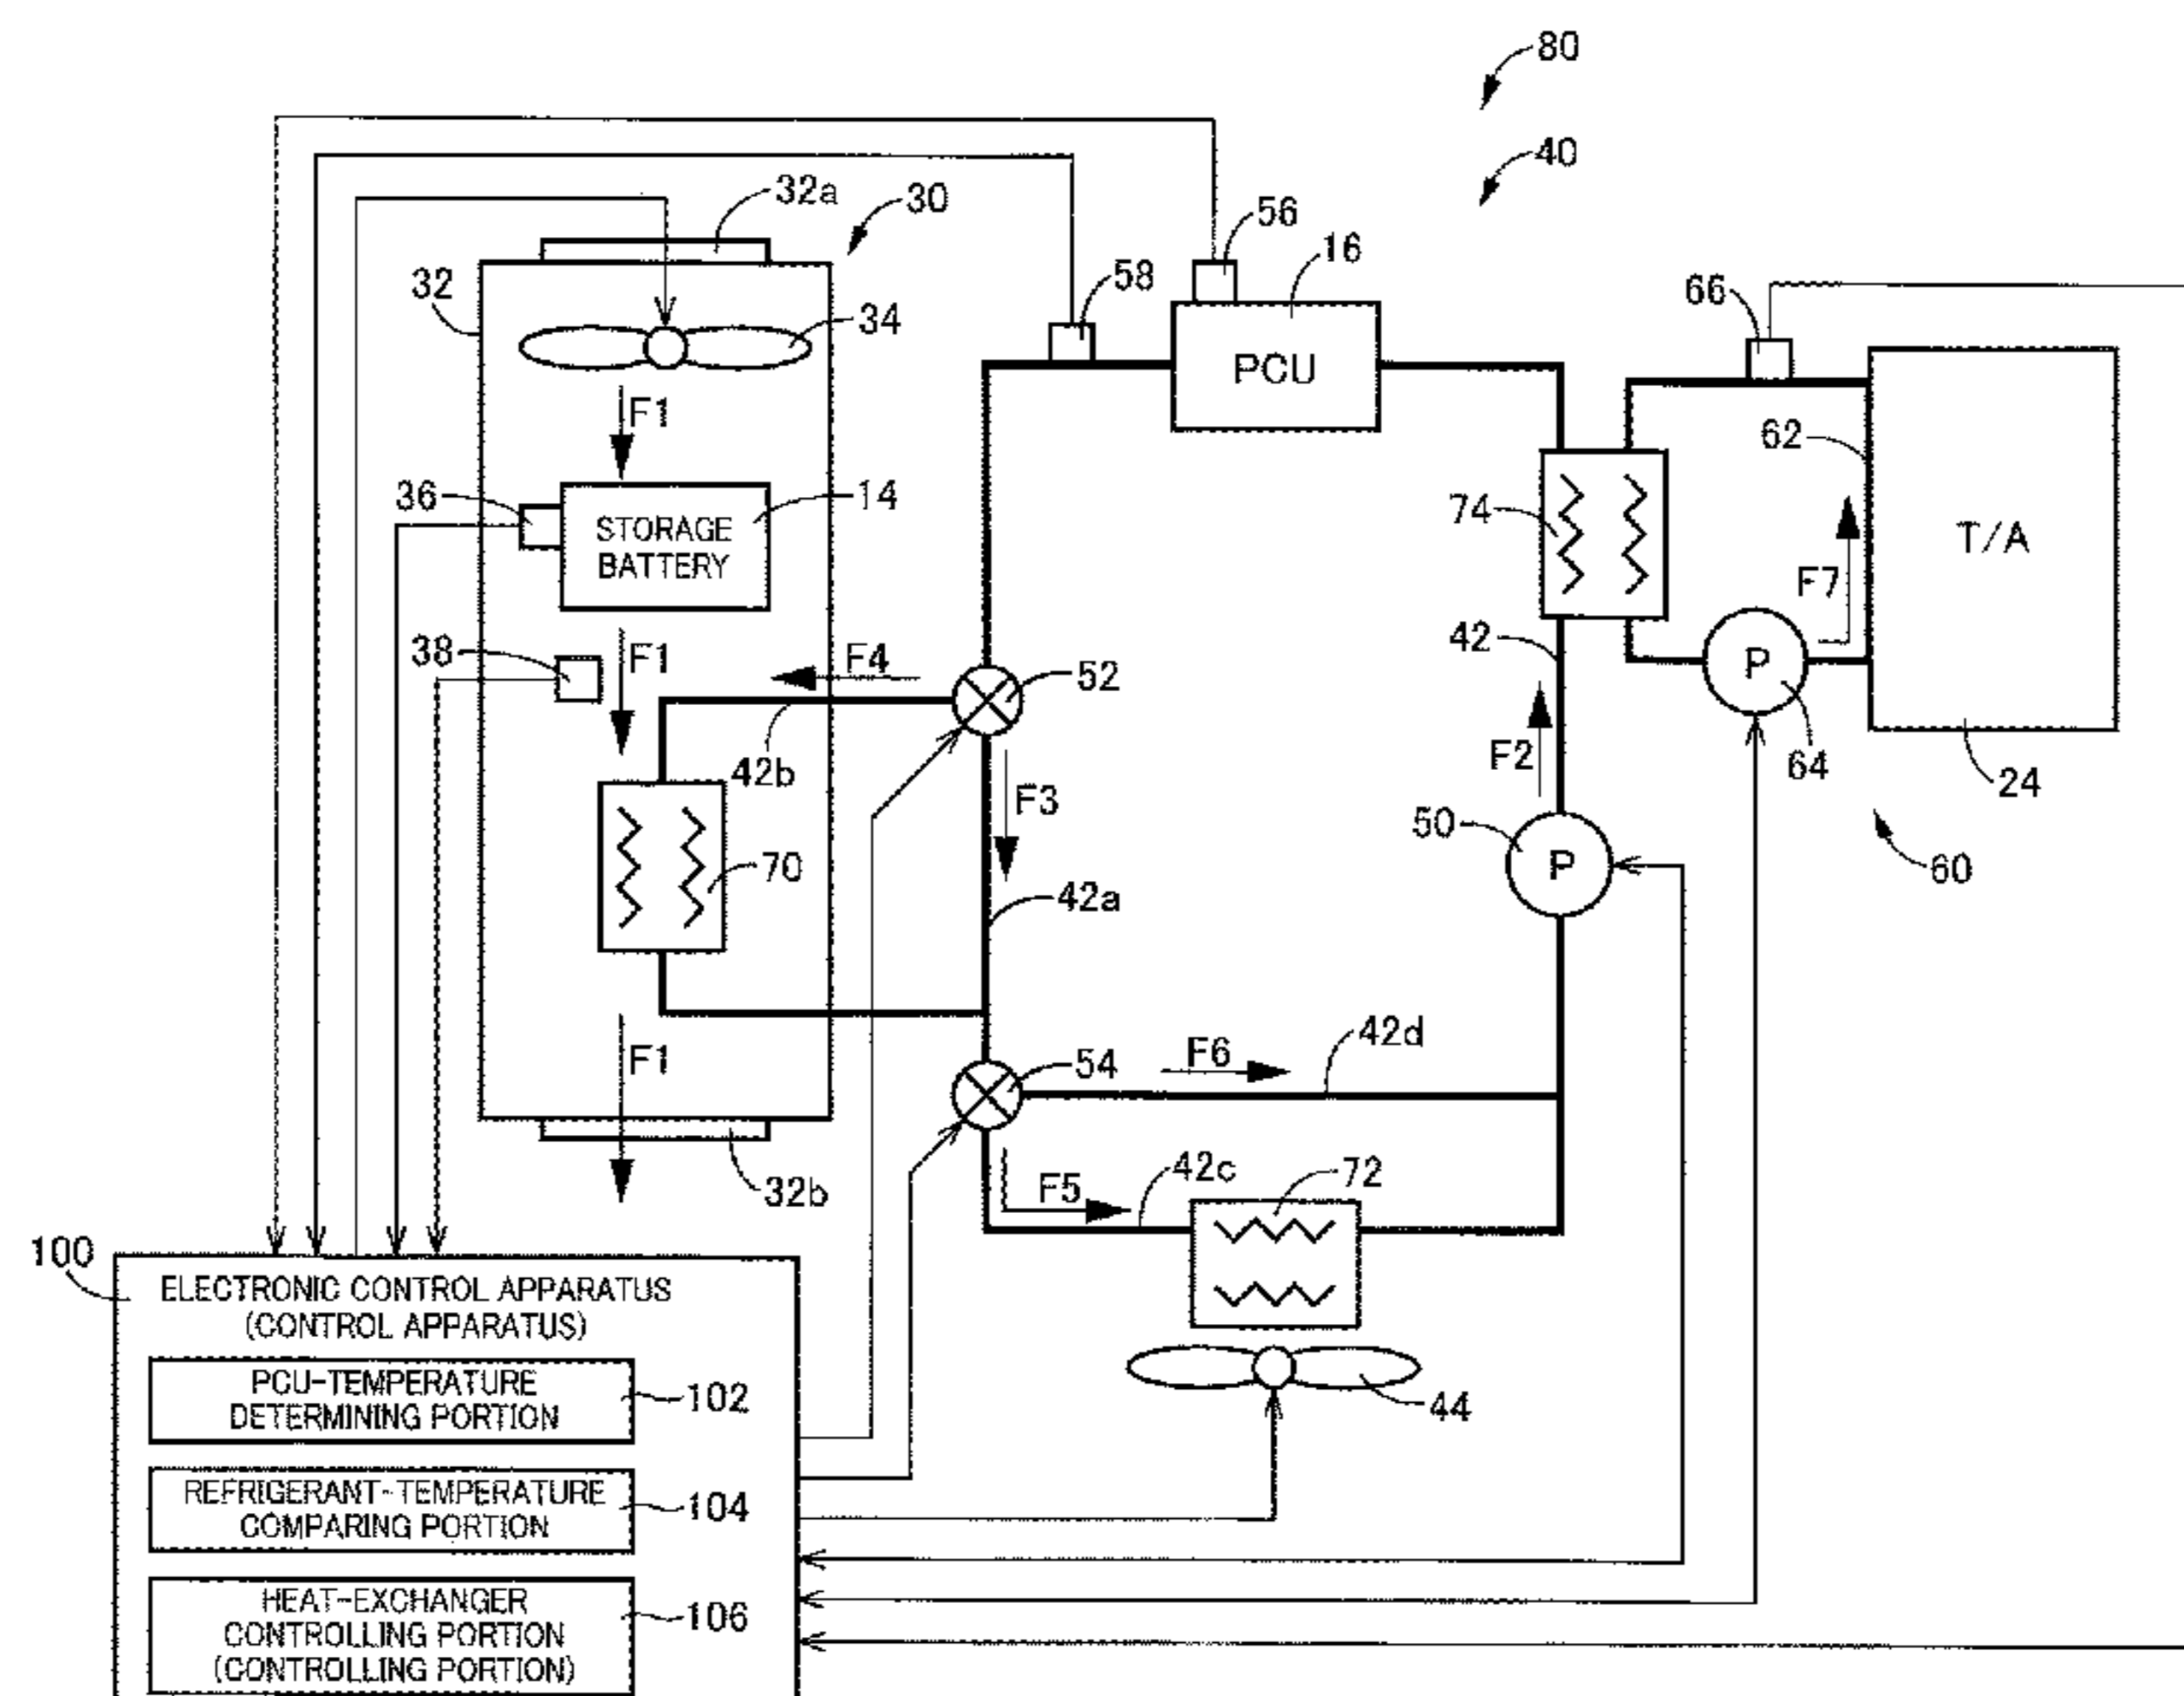 80
40
32a
30
56
16
58
66
32
34
PCU
F1
62
36
14
74
STORAGE
BATTERY
T/A
F7
38
F1
F4
52
42
P
42b
F2
64
24
F3
50
P
70
42a
60
F1
F6
42d
54
32b
F5
42c
72
100
ELECTRONIC CONTROL APPARATUS
(CONTROL APPARATUS)
44
PCU-TEMPERATURE
DETERMINING PORTION
102
REFRIGERANT-TEMPERATURE
COMPARING PORTION
104
HEAT-EXCHANGER
CONTROLLING PORTION
(CONTROLLING PORTION)
106